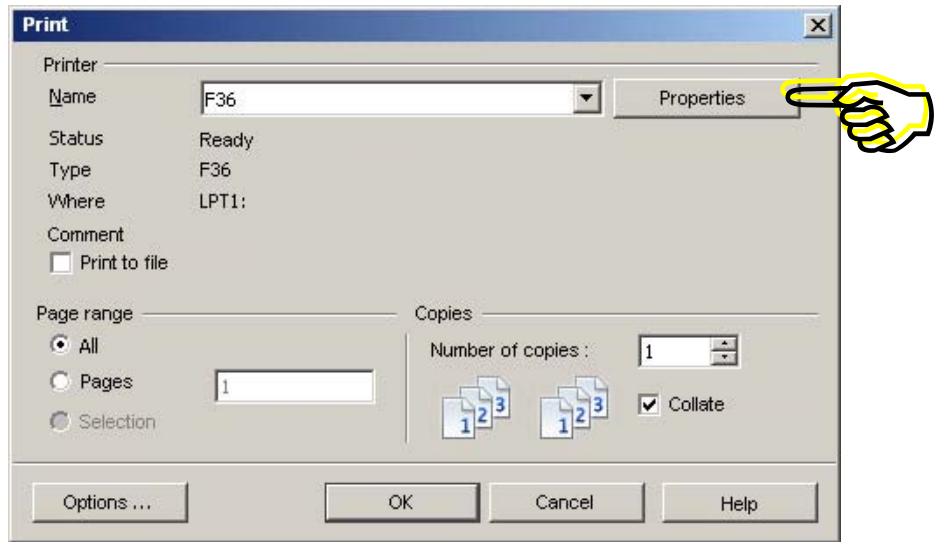 Print
Printer
Name F36 Properties
Status Ready
Type F36
Where LPT1:
Comment
Print to file
Page range
All
Pages 1
Selection
Copies
Number of copies : 1
1 2 3 1 2 3
Collate
Options ... OK Cancel Help